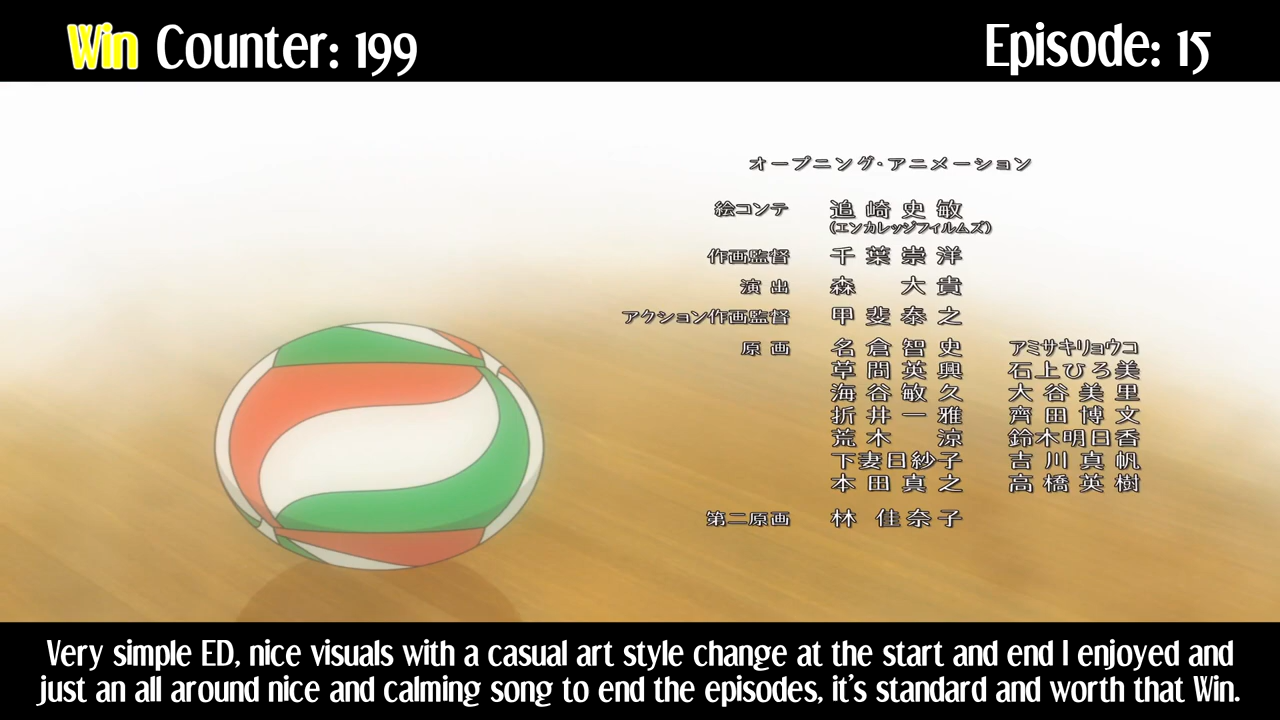 Win Counter: 199
Episode: 15
オープニング・アニメーション
絵コンテ 追崎史敏
(エンカレッジフィルムズ)
作画監督 千葉崇洋
演出 森 大貴
アクション作画監督 甲斐泰之
原画 名倉智史 アミサキリョウコ
草間英興 石上ひろ美
海谷敏久 大谷美里
折井一雅 齊田博文
荒木 涼 鈴木明日香
下妻日紗子 吉川真帆
本田真之 高橋英樹
第二原画 林 佳奈子
Very simple ED, nice visuals with a casual art style change at the start and end I enjoyed and
just an all around nice and calming song to end the episodes, it's standard and worth that Win.